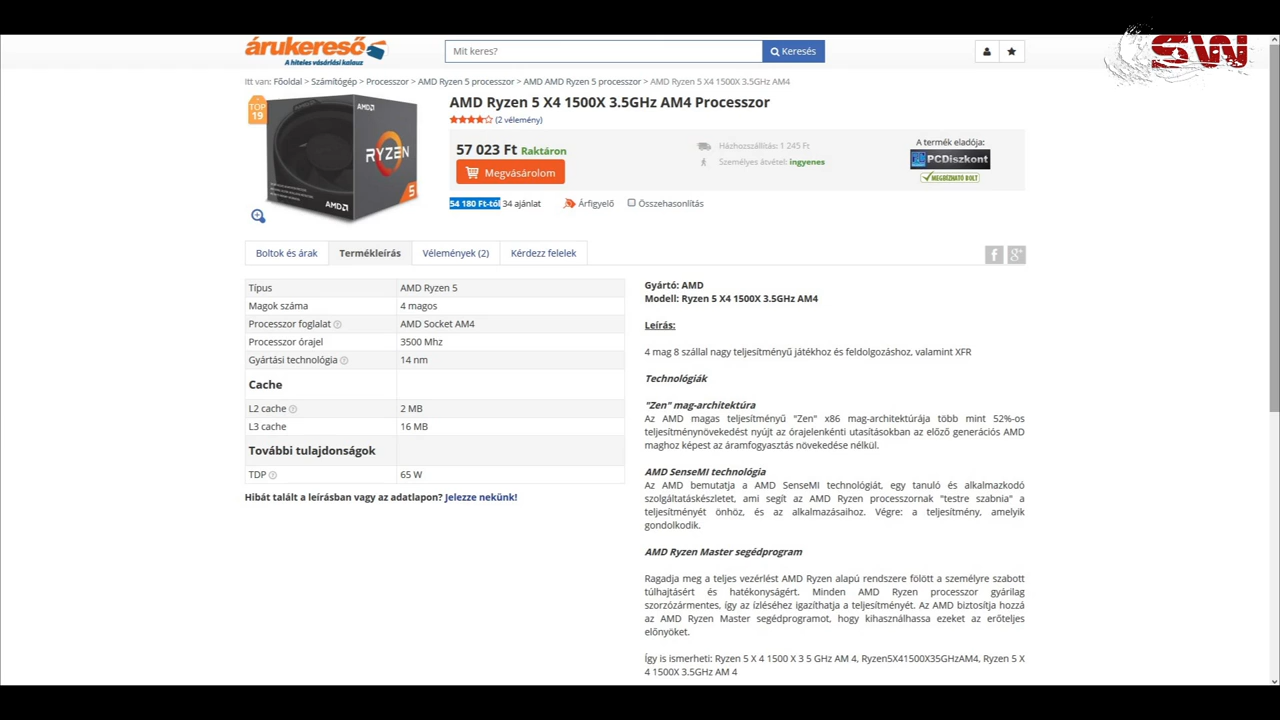 SW
árukereső
A hiteles vásárlási kalauz
Mit keres?
Keresés
Itt van: Főoldal > Számítógép > Processzor > AMD Ryzen 5 processzor > AMD AMD Ryzen 5 processzor > AMD Ryzen 5 X4 1500X 3.5GHz AM4
TOP
19
AMD
RYZEN
5
AMD
AMD Ryzen 5 X4 1500X 3.5GHz AM4 Processzor
(2 vélemény)
57 023 Ft Raktáron
Megvásárolom
Házhozszállítás: 1 245 Ft
Személyes átvétel: ingyenes
A termék eladója:
PCDiszkont
MEGBÍZHATÓ BOLT
54 180 Ft-tól 34 ajánlat
Árfigyelő
Összehasonlítás
Boltok és árak
Termékleírás
Vélemények (2)
Kérdezz felelek
f
g+
Típus AMD Ryzen 5
Magok száma 4 magos
Processzor foglalat ? AMD Socket AM4
Processzor órajel 3500 Mhz
Gyártási technológia ? 14 nm
Cache
L2 cache ? 2 MB
L3 cache 16 MB
További tulajdonságok
TDP ? 65 W
Hibát talált a leírásban vagy az adatlapon? Jelezze nekünk!
Gyártó: AMD
Modell: Ryzen 5 X4 1500X 3.5GHz AM4
Leírás:
4 mag 8 szállal nagy teljesítményű játékhoz és feldolgozáshoz, valamint XFR
Technológiák
"Zen" mag-architektúra
Az AMD magas teljesítményű "Zen" x86 mag-architektúrája több mint 52%-os
teljesítménynövekedést nyújt az órajelenkénti utasításokban az előző generációs AMD
maghoz képest az áramfogyasztás növekedése nélkül.
AMD SenseMI technológia
Az AMD bemutatja a AMD SenseMI technológiát, egy tanuló és alkalmazkodó
szolgáltatáskészletet, ami segít az AMD Ryzen processzornak "testre szabnia" a
teljesítményét önhöz, és az alkalmazásaihoz. Végre: a teljesítmény, amelyik
gondolkodik.
AMD Ryzen Master segédprogram
Ragadja meg a teljes vezérlést AMD Ryzen alapú rendszere fölött a személyre szabott
túlhajtásért és hatékonyságért. Minden AMD Ryzen processzor gyárilag
szorzózármentes, így az ízléséhez igazíthatja a teljesítményét. Az AMD biztosítja hozzá
az AMD Ryzen Master segédprogramot, hogy kihasználhassa ezeket az erőteljes
előnyöket.
Így is ismerheti: Ryzen 5 X 4 1500 X 3 5 GHz AM 4, Ryzen5X41500X35GHzAM4, Ryzen 5 X
4 1500X 3.5GHz AM 4